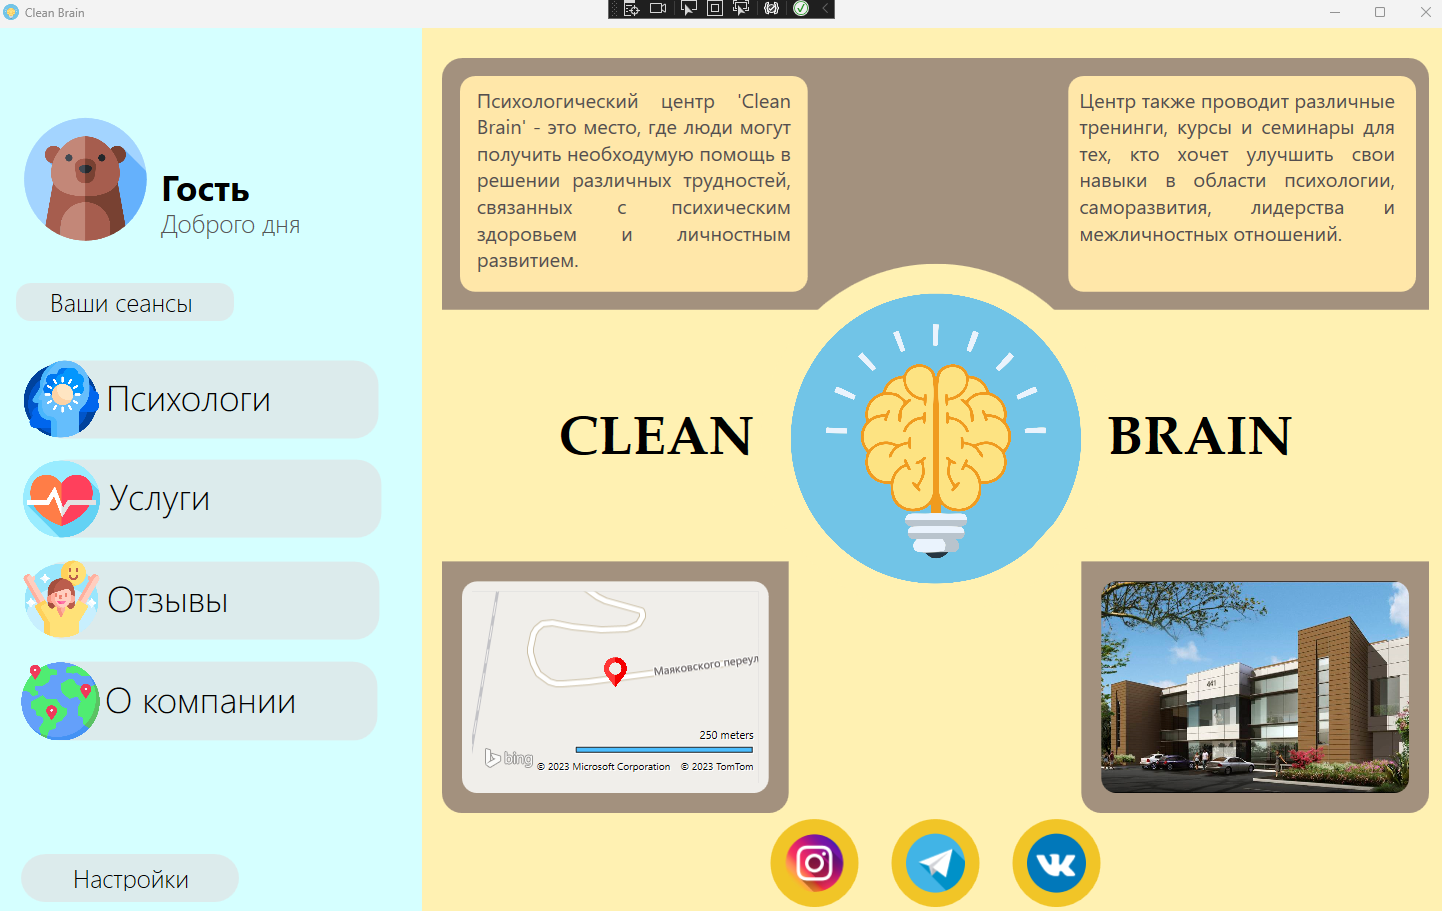 Clean Brain
Гость
Доброго дня
Ваши сеансы
Психологи
Услуги
Отзывы
О компании
Настройки
Психологический центр 'Clean
Brain' - это место, где люди могут
получить необходумую помощь в
решении различных трудностей,
связанных с психическим
здоровьем и личностным
развитием.
Центр также проводит различные
тренинги, курсы и семинары для
тех, кто хочет улучшить свои
навыки в области психологии,
саморазвития, лидерства и
межличностных отношений.
CLEAN
BRAIN
Маяковского переул
250 meters
bing
© 2023 Microsoft Corporation © 2023 TomTom
441